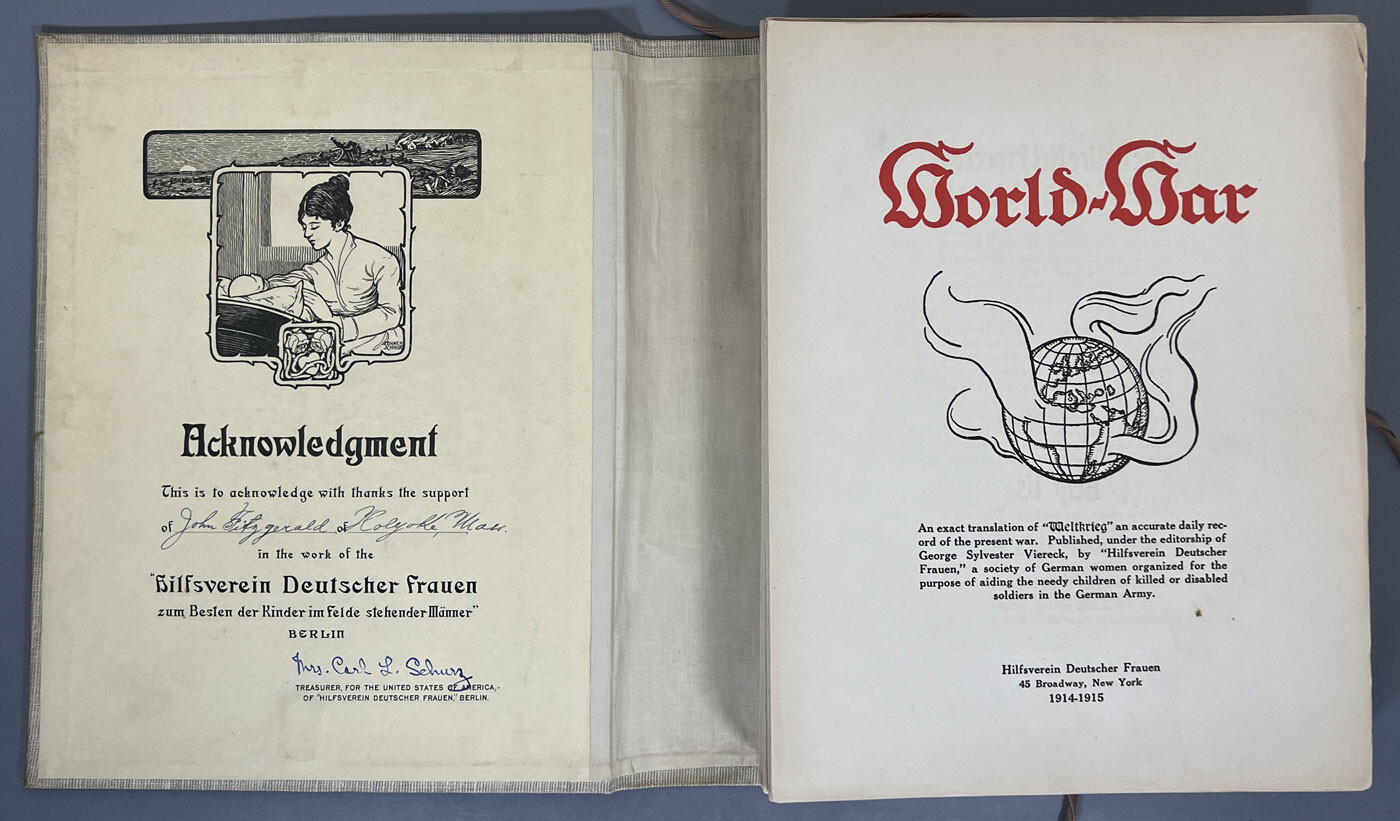 Acknowledgment
This is to acknowledge with thanks the support
of John Fitzgerald of Holyoke, Mass.
in the work of the
"Hilfsverein Deutscher Frauen
zum Besten der Kinder im Felde stehender Männer"
BERLIN
Mrs. Carl L. Schurz
TREASURER, FOR THE UNITED STATES OF AMERICA,
OF "HILFSVEREIN DEUTSCHER FRAUEN," BERLIN.
World-War
An exact translation of "Weltkrieg" an accurate daily rec-
ord of the present war. Published, under the editorship of
George Sylvester Viereck, by "Hilfsverein Deutscher
Frauen," a society of German women organized for the
purpose of aiding the needy children of killed or disabled
soldiers in the German Army.
Hilfsverein Deutscher Frauen
45 Broadway, New York
1914-1915